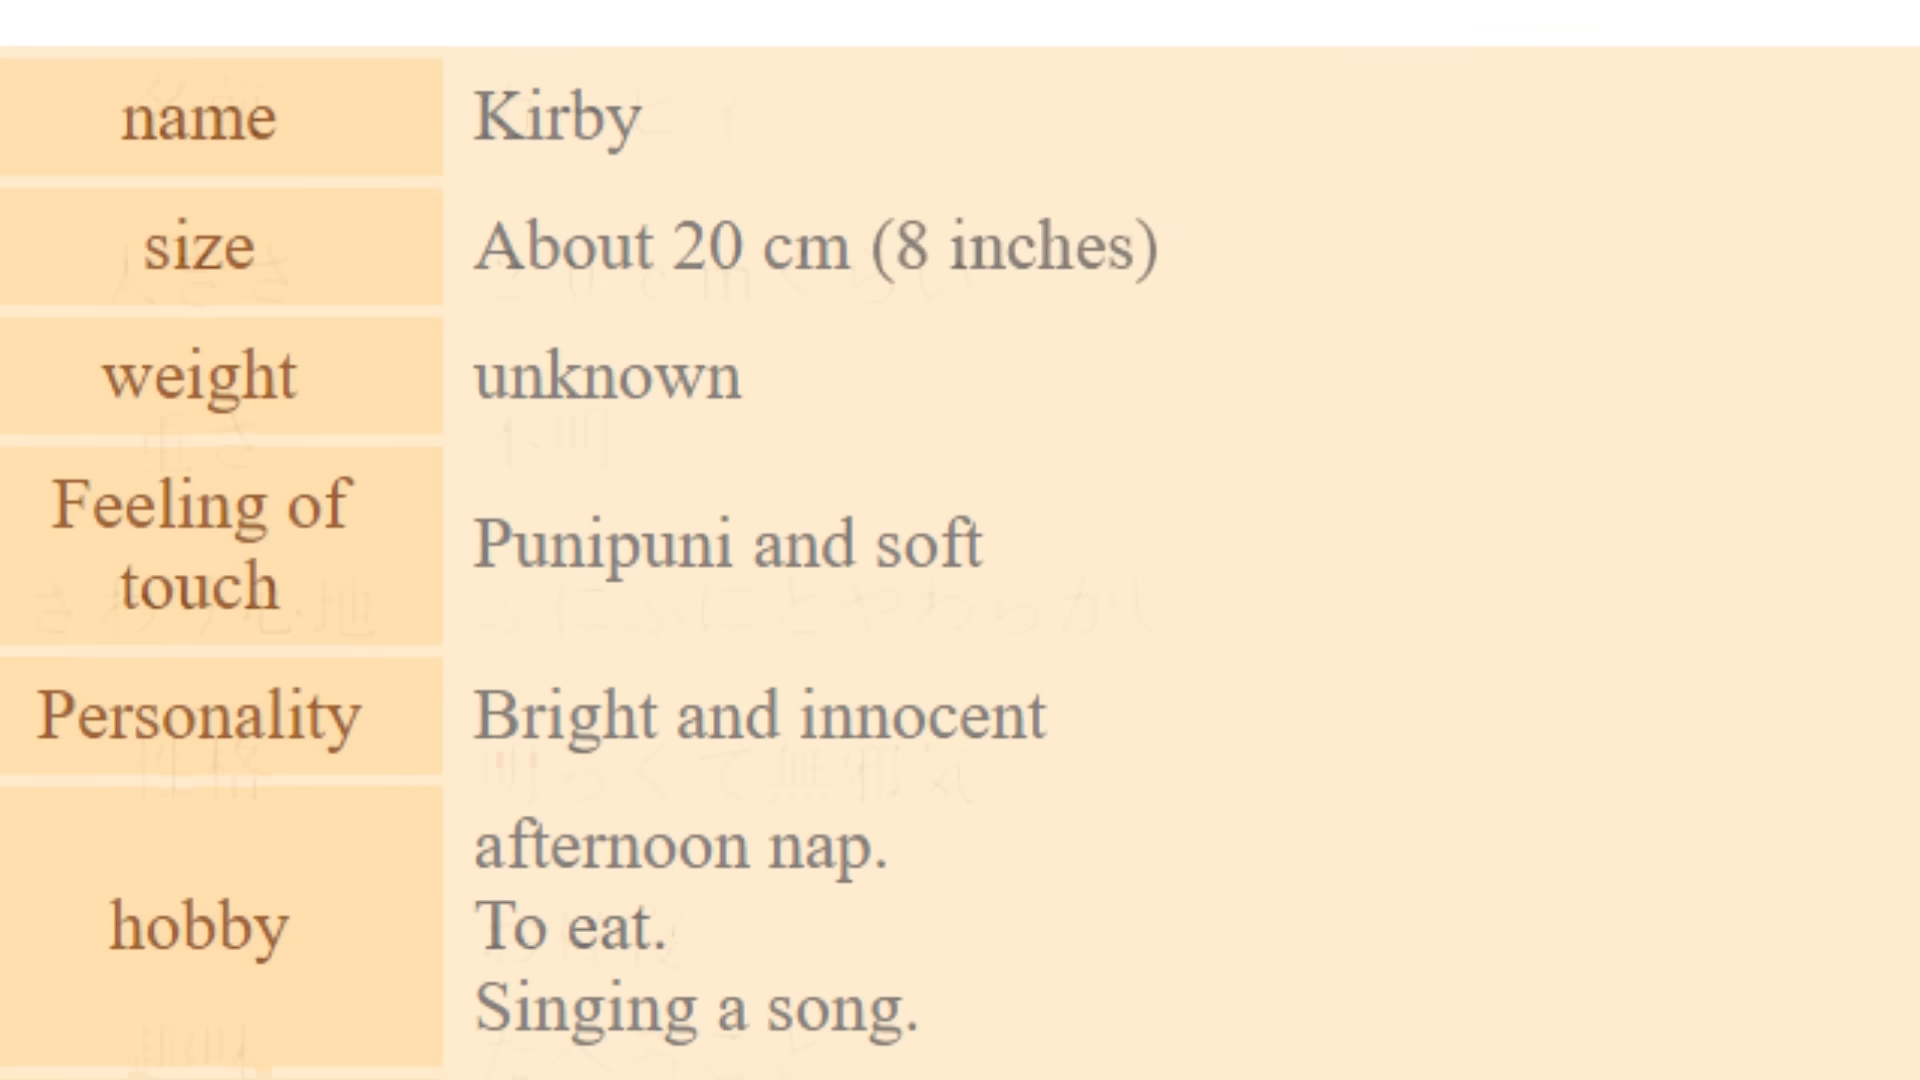 name
Kirby
size
About 20 cm (8 inches)
weight
unknown
Feeling of
touch
Punipuni and soft
Personality
Bright and innocent
hobby
afternoon nap.
To eat.
Singing a song.